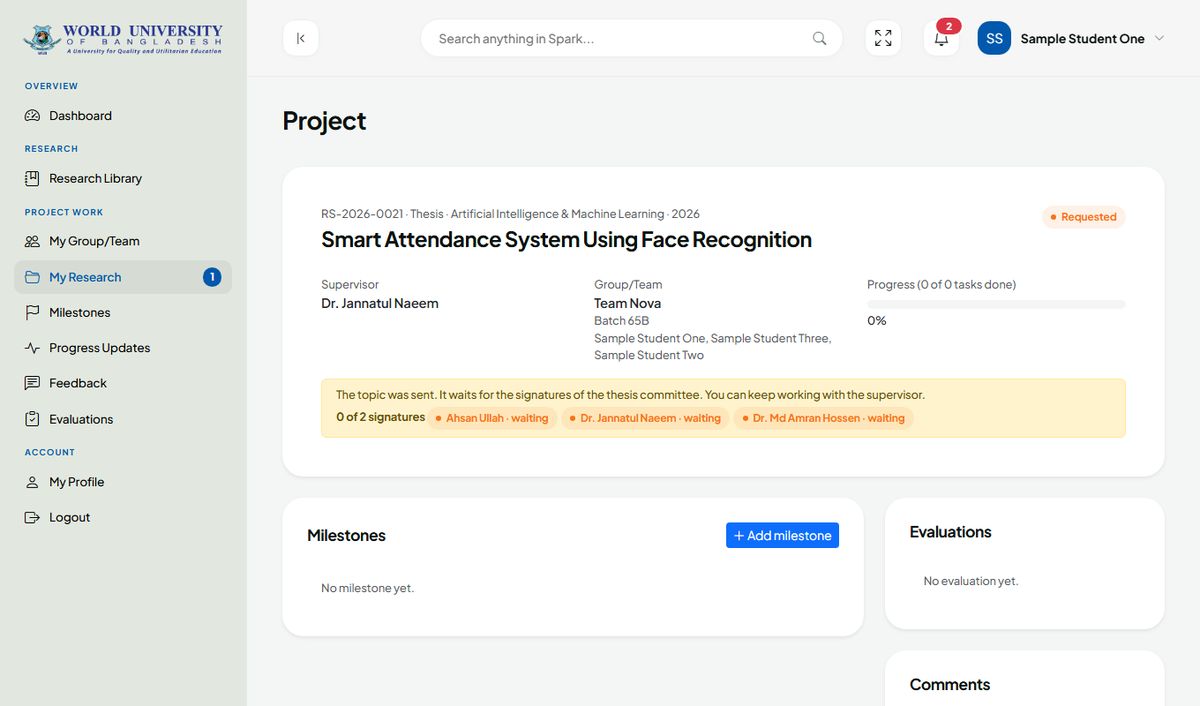 WORLD UNIVERSITY
OF BANGLADESH
A University for Quality and Utilitarian Education
OVERVIEW
Dashboard
RESEARCH
Research Library
PROJECT WORK
My Group/Team
My Research 1
Milestones
Progress Updates
Feedback
Evaluations
ACCOUNT
My Profile
Logout
Search anything in Spark...
2
SS Sample Student One
Project
RS-2026-0021 · Thesis · Artificial Intelligence & Machine Learning · 2026
Requested
Smart Attendance System Using Face Recognition
Supervisor
Dr. Jannatul Naeem
Group/Team
Team Nova
Batch 65B
Sample Student One, Sample Student Three,
Sample Student Two
Progress (0 of 0 tasks done)
0%
The topic was sent. It waits for the signatures of the thesis committee. You can keep working with the supervisor.
0 of 2 signatures Ahsan Ullah · waiting Dr. Jannatul Naeem · waiting Dr. Md Amran Hossen · waiting
Milestones
+ Add milestone
No milestone yet.
Evaluations
No evaluation yet.
Comments